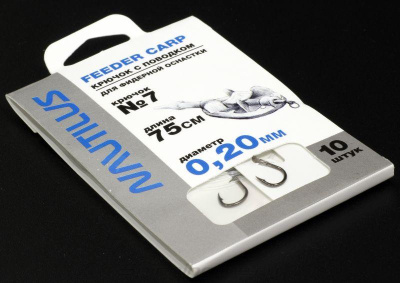 NAUTILUS
FEEDER CARP
КРЮЧОК С ПОВОДКОМ
ДЛЯ ФИДЕРНОЙ ОСНАСТКИ
крючок
№7
длина
75см
диаметр
0,20мм
10
штук